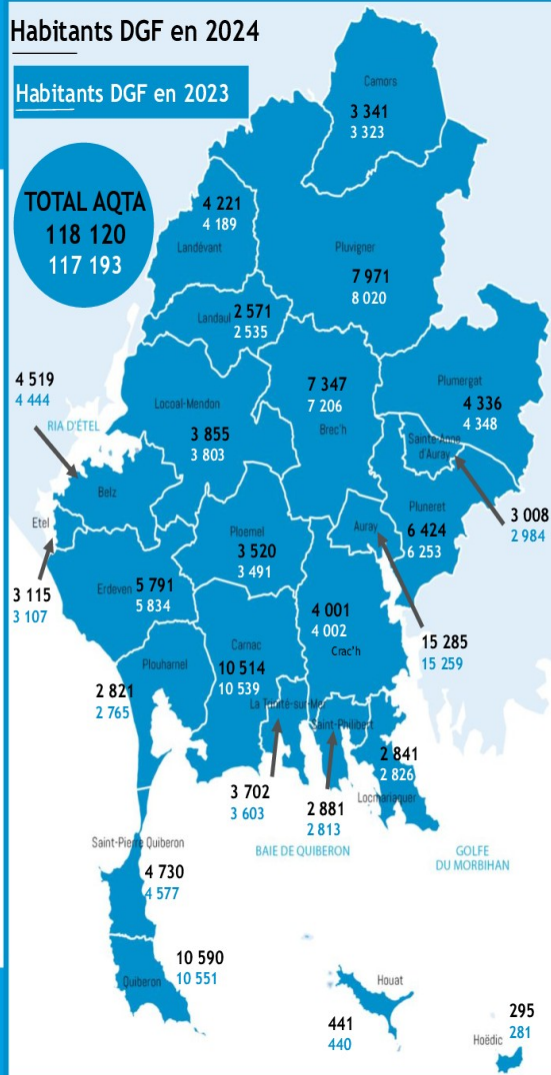 Habitants DGF en 2024
Habitants DGF en 2023
TOTAL AQTA
118 120
117 193
Camors
3 341
3 323
4 221
4 189
Landévant
Pluvigner
7 971
8 020
Landaul 2 571
2 535
4 519
4 444
RIA D'ÉTEL
Belz
Locoal-Mendon
3 855
3 803
7 347
7 206
Brec'h
Plumergat
4 336
4 348
Sainte-Anne
d'Auray
3 008
2 984
Pluneret
6 424
6 253
Auray
15 285
15 259
Etel
3 115
3 107
Ploemel
3 520
3 491
Erdeven 5 791
5 834
4 001
4 002
Crac'h
Carnac
10 514
10 539
Plouharnel
2 821
2 765
La Trinité-sur-Mer
3 702
3 603
Saint-Philibert
2 881
2 813
2 841
2 826
Locmariaquer
BAIE DE QUIBERON
GOLFE
DU MORBIHAN
Saint-Pierre Quiberon
4 730
4 577
Quiberon
10 590
10 551
Houat
441
440
Hoëdic
295
281